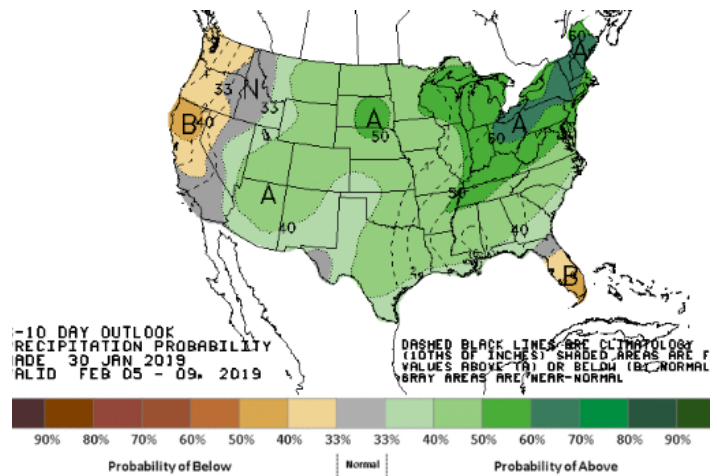 60
A
33 N
33
B 40
A
50
A
60
50
A
40
40
B
-10 DAY OUTLOOK
RECIPITATION PROBABILITY
ADE 30 JAN 2019
ALID FEB 05 - 09, 2019
DASHED BLACK LINES ARE CLIMATOLOGY
(10THS OF INCHES) SHADED AREAS ARE F
VALUES ABOVE (A) OR BELOW (B) NORMAL
GRAY AREAS ARE NEAR-NORMAL
90% 80% 70% 60% 50% 40% 33% 33% 40% 50% 60% 70% 80% 90%
Probability of Below Normal Probability of Above